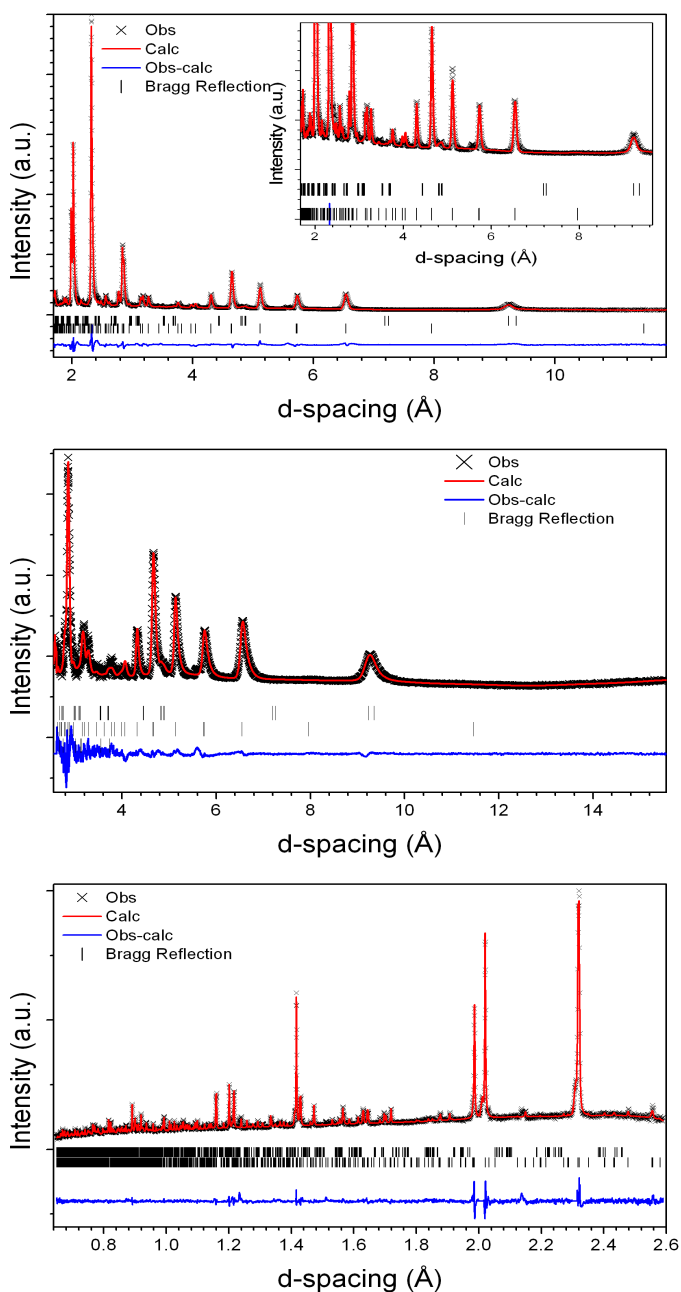 Obs
Calc
Obs-calc
Bragg Reflection
Intensity (a.u.)
2 4 6 8
d-spacing (Å)
Intensity (a.u.)
2 4 6 8 10
d-spacing (Å)
Obs
Calc
Obs-calc
Bragg Reflection
Intensity (a.u.)
4 6 8 10 12 14
d-spacing (Å)
Obs
Calc
Obs-calc
Bragg Reflection
Intensity (a.u.)
0.8 1.0 1.2 1.4 1.6 1.8 2.0 2.2 2.4 2.6
d-spacing (Å)